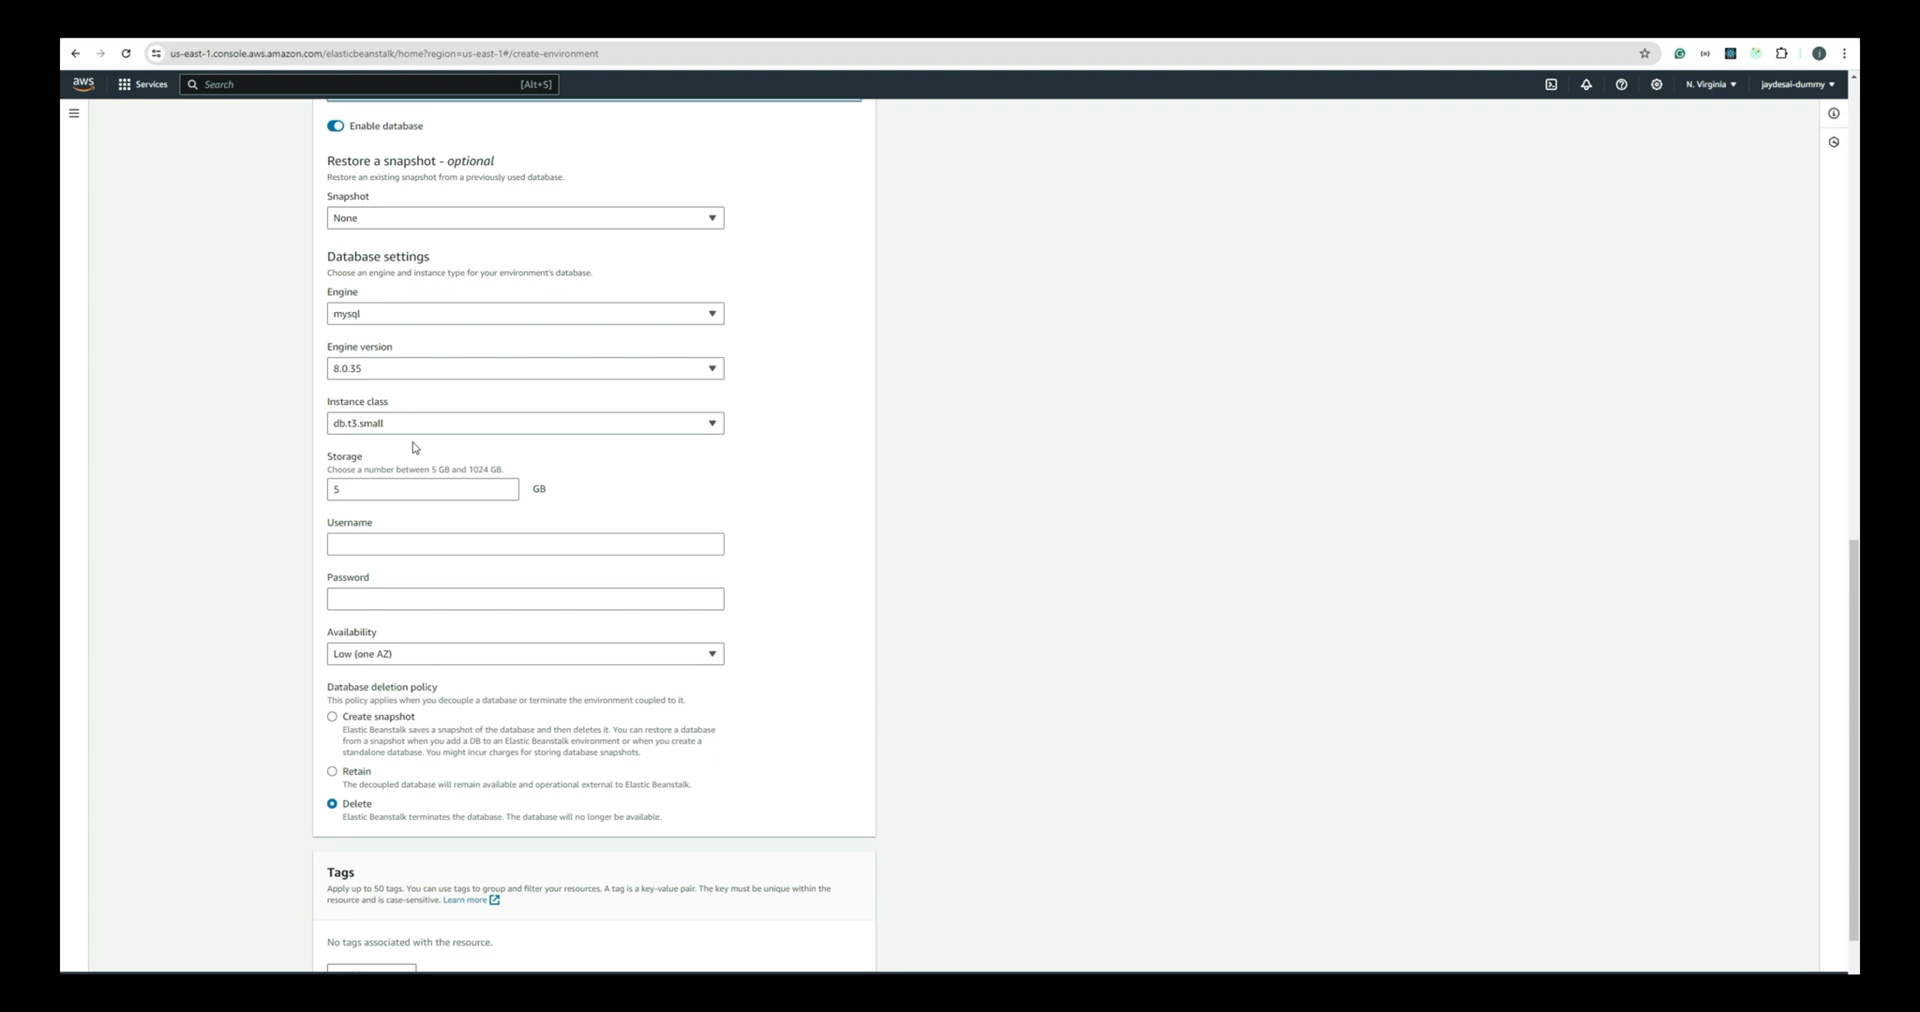 us-east-1.console.aws.amazon.com/elasticbeanstalk/home?region=us-east-1#/create-environment
aws Services Search [Alt+S] N. Virginia jaydesai-dummy
Enable database
Restore a snapshot - optional
Restore an existing snapshot from a previously used database.
Snapshot
None
Database settings
Choose an engine and instance type for your environment's database.
Engine
mysql
Engine version
8.0.35
Instance class
db.t3.small
Storage
Choose a number between 5 GB and 1024 GB.
5 GB
Username
Password
Availability
Low (one AZ)
Database deletion policy
This policy applies when you decouple a database or terminate the environment coupled to it.
Create snapshot
Elastic Beanstalk saves a snapshot of the database and then deletes it. You can restore a database
from a snapshot when you add a DB to an Elastic Beanstalk environment or when you create a
standalone database. You might incur charges for storing database snapshots.
Retain
The decoupled database will remain available and operational external to Elastic Beanstalk.
Delete
Elastic Beanstalk terminates the database. The database will no longer be available.
Tags
Apply up to 50 tags. You can use tags to group and filter your resources. A tag is a key-value pair. The key must be unique within the
resource and is case-sensitive. Learn more
No tags associated with the resource.